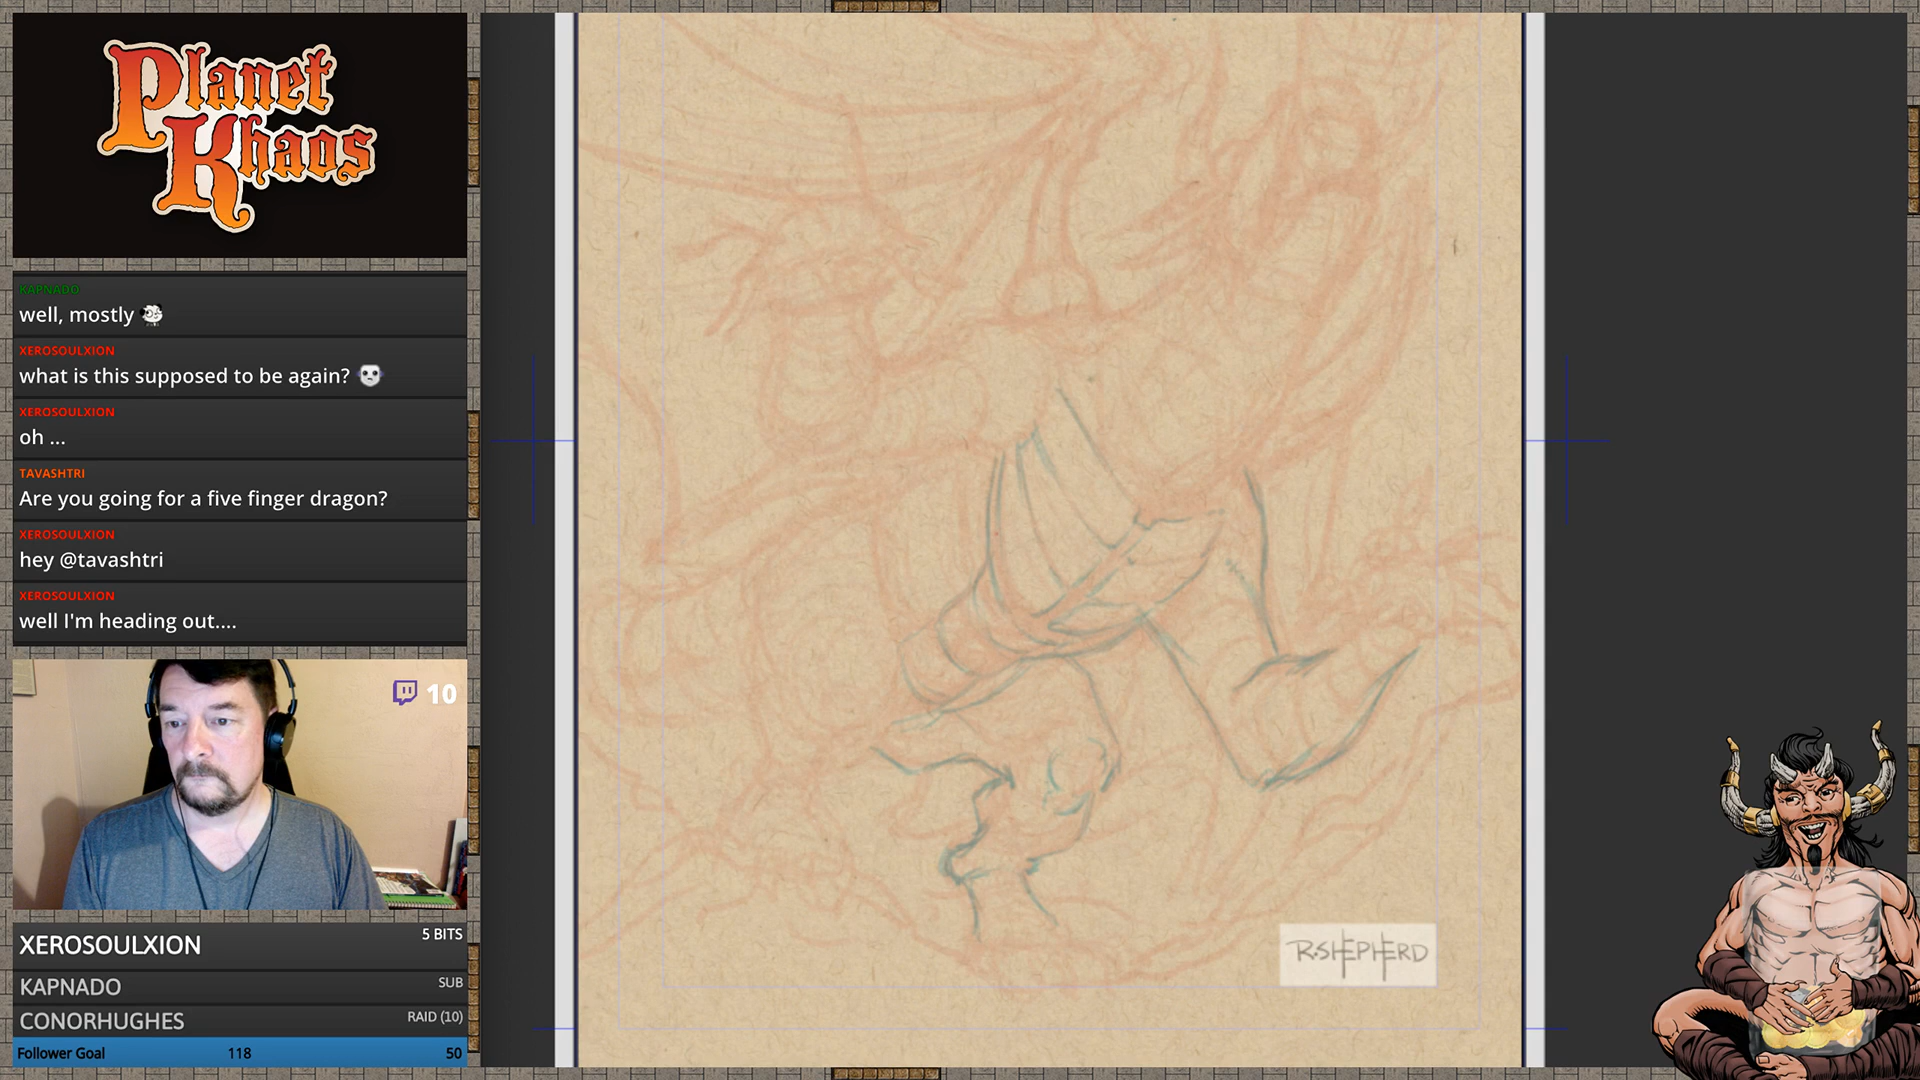 Planet
Khaos
KAPNADO
well, mostly
XEROSOULXION
what is this supposed to be again?
XEROSOULXION
oh ...
TAVASHTRI
Are you going for a five finger dragon?
XEROSOULXION
hey @tavashtri
XEROSOULXION
well I'm heading out....
10
XEROSOULXION 5 BITS
KAPNADO SUB
CONORHUGHES RAID (10)
Follower Goal 118 50
R.SHEPHERD